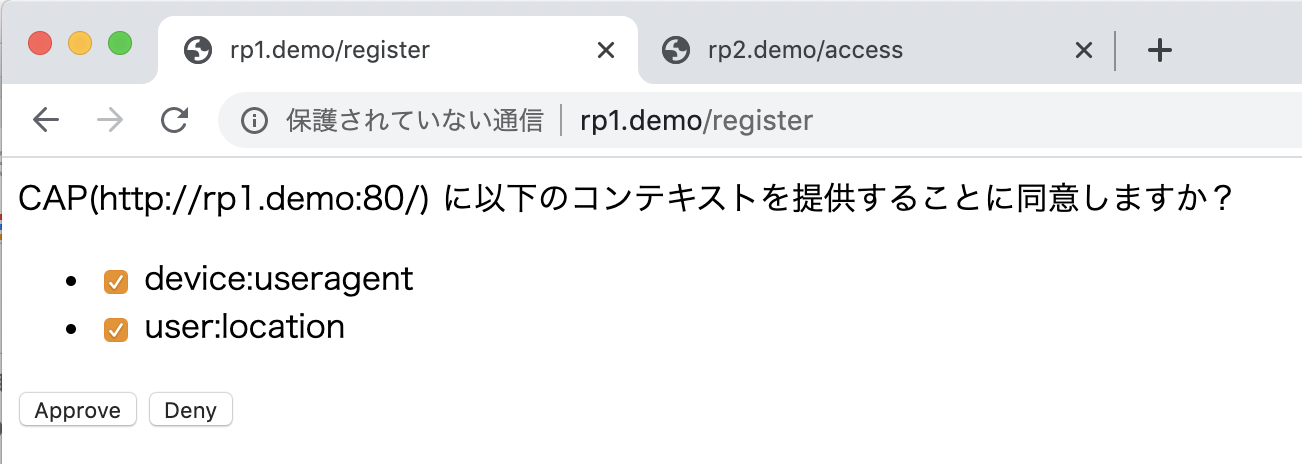 rp1.demo/register
rp2.demo/access
保護されていない通信
rp1.demo/register
CAP(http://rp1.demo:80/) に以下のコンテキストを提供することに同意しますか？
device:useragent
user:location
Approve
Deny